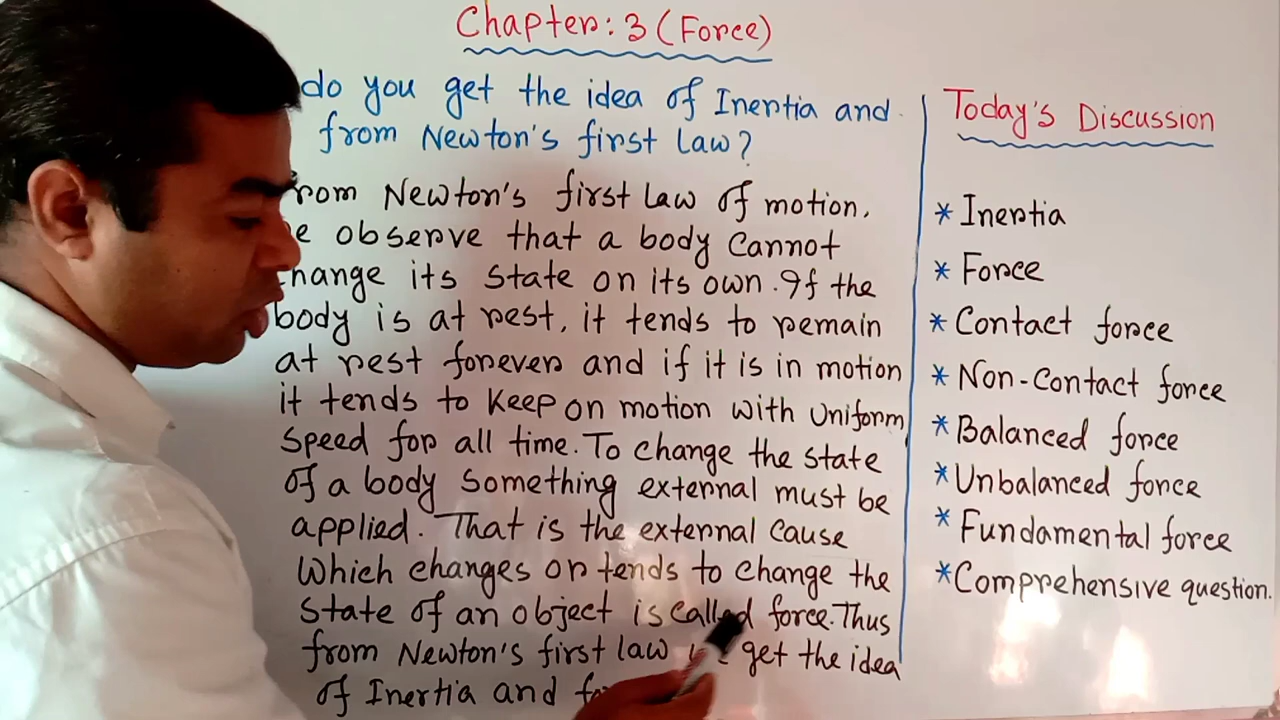 Chapter: 3 (Force)
do you get the idea of Inertia and
from Newton's first law?
rom Newton's first law of motion.
e observe that a body cannot
hange its state on its own. If the
body is at rest, it tends to remain
at rest forever and if it is in motion
it tends to keep on motion with uniform
speed for all time. To change the state
of a body something external must be
applied. That is the external cause
which changes or tends to change the
state of an object is called force. Thus
from Newton's first law get the idea
of Inertia and
Today's Discussion
* Inertia
* Force
* Contact force
* Non-Contact force
* Balanced force
* Unbalanced force
* Fundamental force
* Comprehensive question.